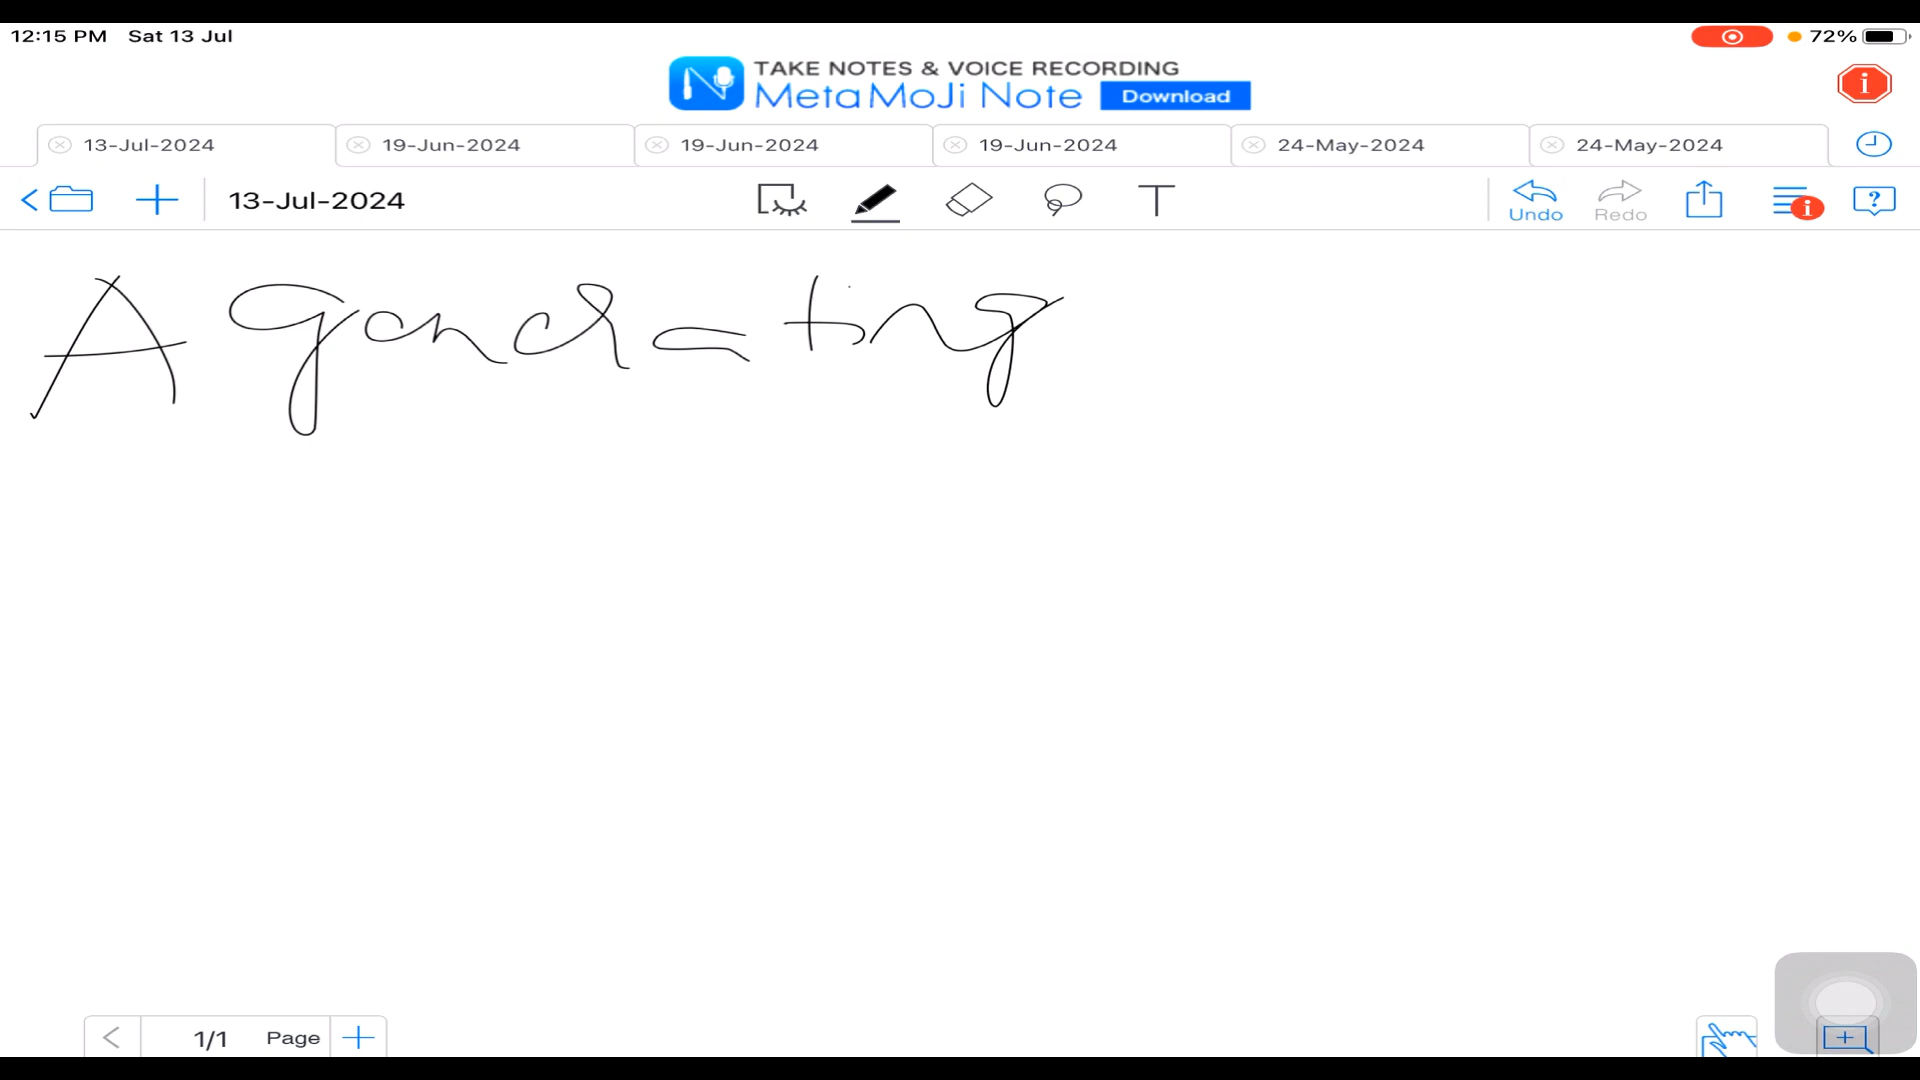 12:15 PM Sat 13 Jul 72%
TAKE NOTES & VOICE RECORDING
MetaMoJi Note Download
13-Jul-2024 19-Jun-2024 19-Jun-2024 19-Jun-2024 24-May-2024 24-May-2024
13-Jul-2024 T Undo Redo
A generating
1/1 Page